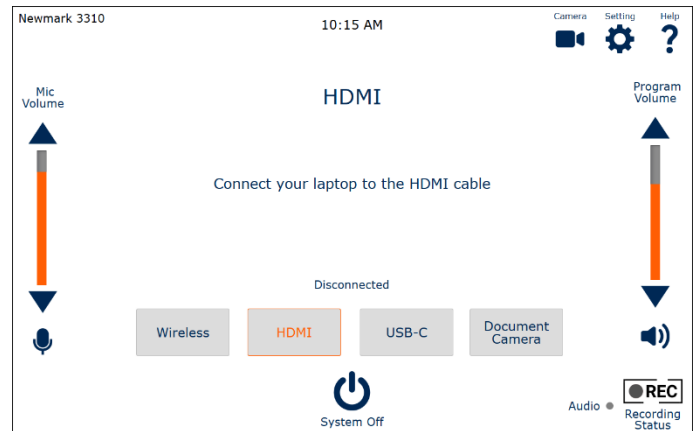 Newmark 3310
10:15 AM
Camera
Setting
Help
?
Mic
Volume
HDMI
Program
Volume
Connect your laptop to the HDMI cable
Disconnected
Wireless
HDMI
USB-C
Document
Camera
System Off
Audio
REC
Recording
Status